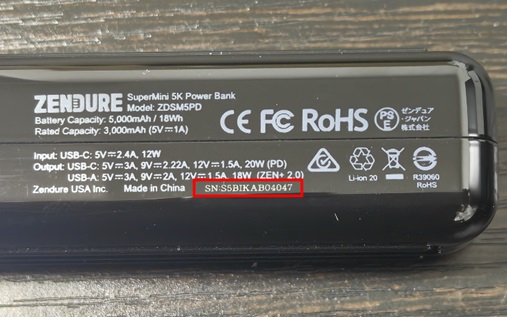 ZENDURE
SuperMini 5K Power Bank
Model: ZDSM5PD
Battery Capacity: 5,000mAh / 18Wh
Rated Capacity: 3,000mAh (5V⎓1A)
CE FC RoHS
PSE
ゼンデュア・
ジャパン
株式会社
Input: USB-C: 5V⎓2.4A, 12W
Output: USB-C: 5V⎓3A, 9V⎓2.22A, 12V⎓1.5A, 20W (PD)
USB-A: 5V⎓3A, 9V⎓2A, 12V⎓1.5A, 18W (ZEN+ 2.0)
Zendure USA Inc. Made in China SN:S5BIKAB04047
Li-ion 20
R39060
RoHS